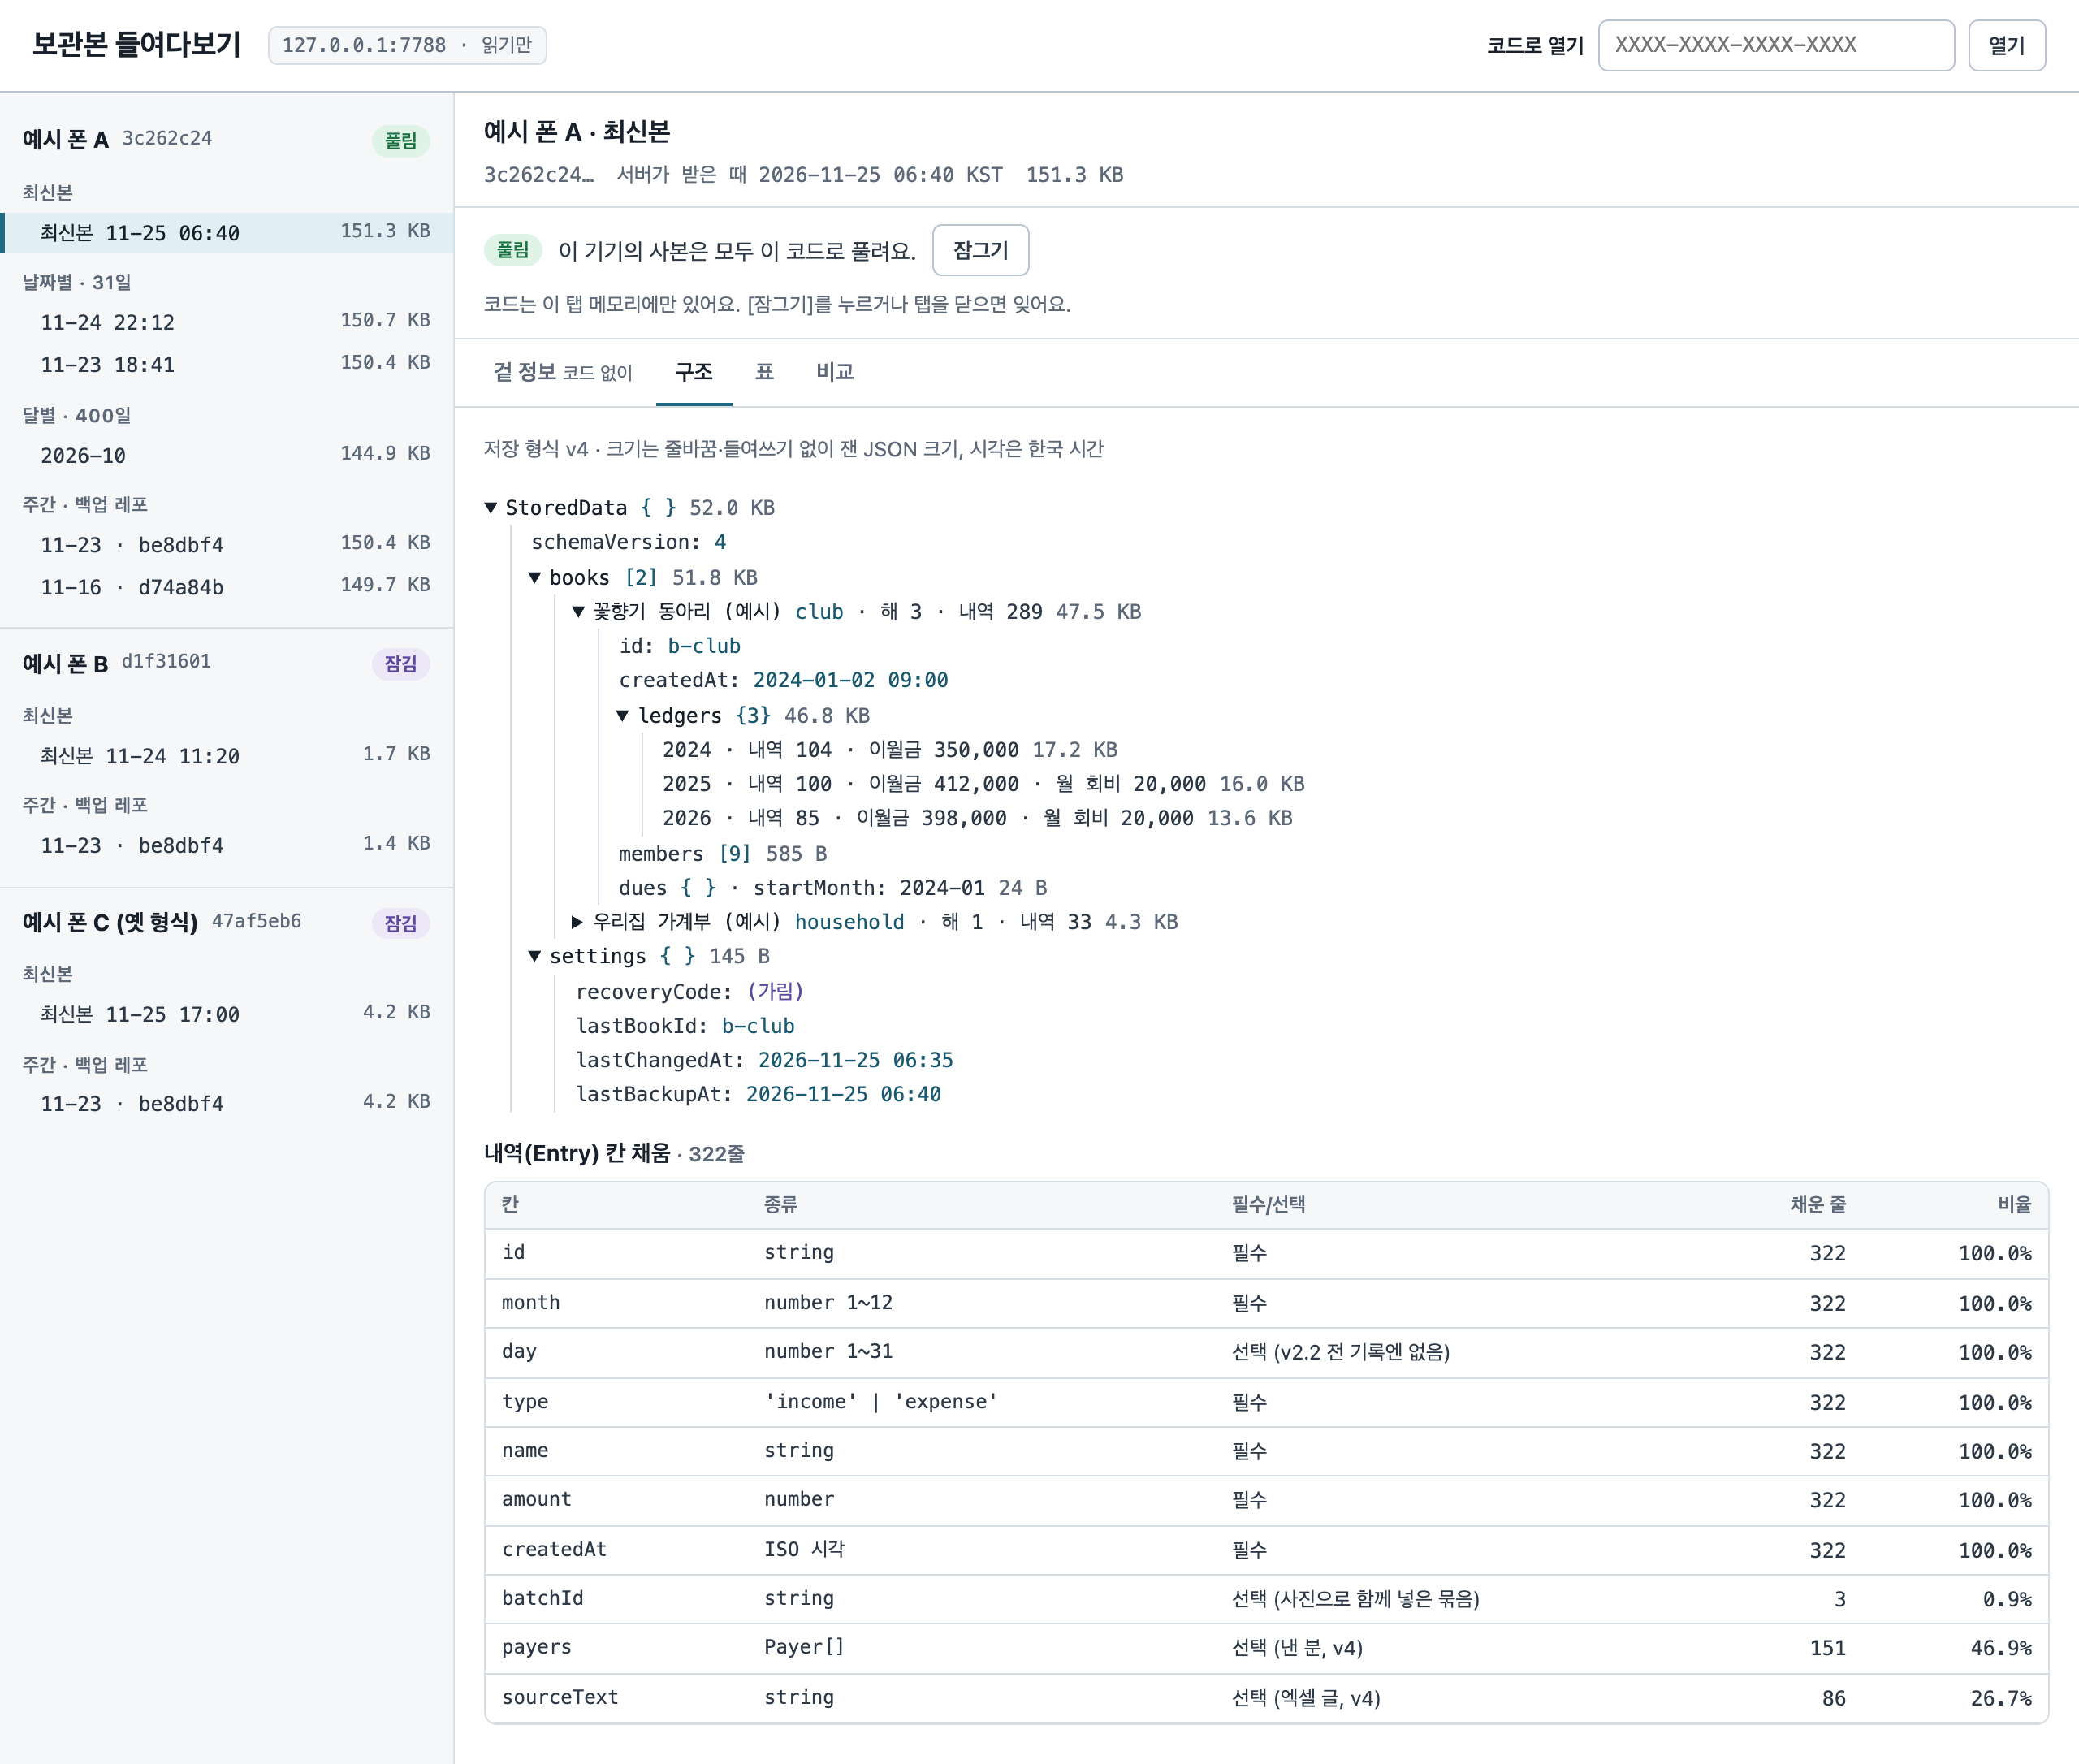 보관본 들여다보기 127.0.0.1:7788 · 읽기만 코드로 열기 XXXX-XXXX-XXXX-XXXX 열기
예시 폰 A 3c262c24 풀림
최신본
최신본 11-25 06:40 151.3 KB
날짜별 · 31일
11-24 22:12 150.7 KB
11-23 18:41 150.4 KB
달별 · 400일
2026-10 144.9 KB
주간 · 백업 레포
11-23 · be8dbf4 150.4 KB
11-16 · d74a84b 149.7 KB
예시 폰 B d1f31601 잠김
최신본
최신본 11-24 11:20 1.7 KB
주간 · 백업 레포
11-23 · be8dbf4 1.4 KB
예시 폰 C (옛 형식) 47af5eb6 잠김
최신본
최신본 11-25 17:00 4.2 KB
주간 · 백업 레포
11-23 · be8dbf4 4.2 KB
예시 폰 A · 최신본
3c262c24… 서버가 받은 때 2026-11-25 06:40 KST 151.3 KB
풀림 이 기기의 사본은 모두 이 코드로 풀려요. 잠그기
코드는 이 탭 메모리에만 있어요. [잠그기]를 누르거나 탭을 닫으면 잊어요.
겉 정보 코드 없이 구조 표 비교
저장 형식 v4 · 크기는 줄바꿈·들여쓰기 없이 잰 JSON 크기, 시각은 한국 시간
▼ StoredData { } 52.0 KB
schemaVersion: 4
▼ books [2] 51.8 KB
▼ 꽃향기 동아리 (예시) club · 해 3 · 내역 289 47.5 KB
id: b-club
createdAt: 2024-01-02 09:00
▼ ledgers {3} 46.8 KB
2024 · 내역 104 · 이월금 350,000 17.2 KB
2025 · 내역 100 · 이월금 412,000 · 월 회비 20,000 16.0 KB
2026 · 내역 85 · 이월금 398,000 · 월 회비 20,000 13.6 KB
members [9] 585 B
dues { } · startMonth: 2024-01 24 B
▶ 우리집 가계부 (예시) household · 해 1 · 내역 33 4.3 KB
▼ settings { } 145 B
recoveryCode: (가림)
lastBookId: b-club
lastChangedAt: 2026-11-25 06:35
lastBackupAt: 2026-11-25 06:40
내역(Entry) 칸 채움 · 322줄
칸 종류 필수/선택 채운 줄 비율
id string 필수 322 100.0%
month number 1~12 필수 322 100.0%
day number 1~31 선택 (v2.2 전 기록엔 없음) 322 100.0%
type 'income' | 'expense' 필수 322 100.0%
name string 필수 322 100.0%
amount number 필수 322 100.0%
createdAt ISO 시각 필수 322 100.0%
batchId string 선택 (사진으로 함께 넣은 묶음) 3 0.9%
payers Payer[] 선택 (낸 분, v4) 151 46.9%
sourceText string 선택 (엑셀 글, v4) 86 26.7%